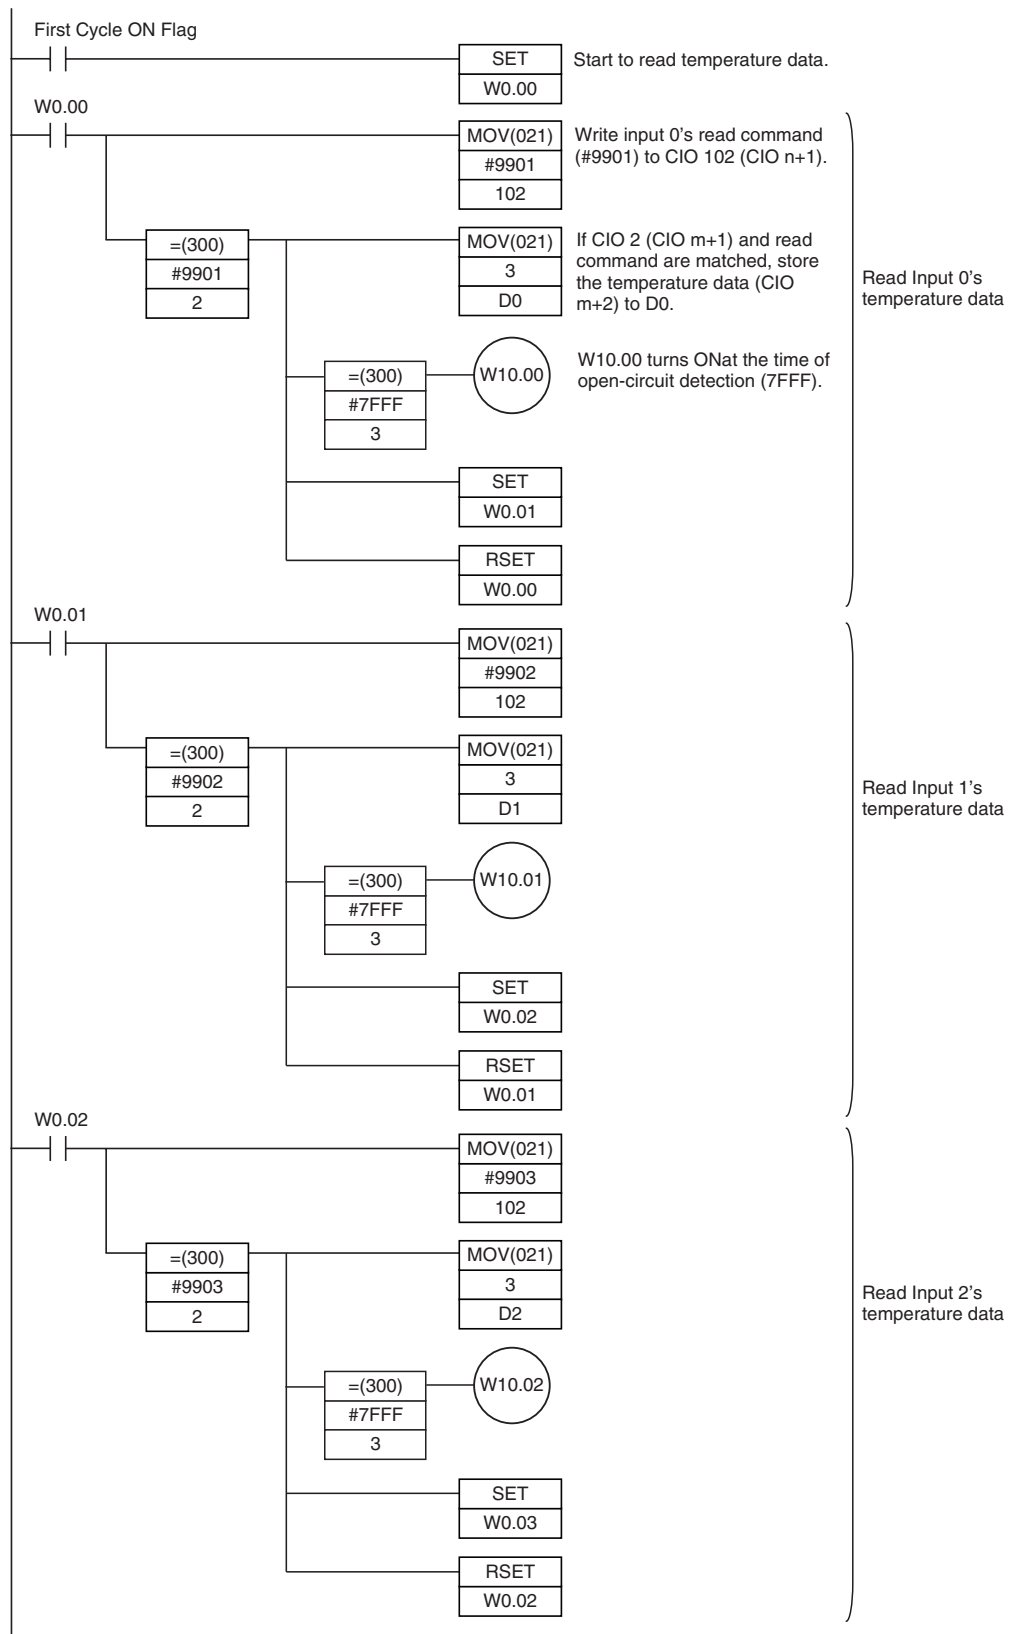 First Cycle ON Flag
SET
W0.00
Start to read temperature data.
W0.00
MOV(021)
#9901
102
Write input 0's read command
(#9901) to CIO 102 (CIO n+1).
=(300)
#9901
2
MOV(021)
3
D0
If CIO 2 (CIO m+1) and read
command are matched, store
the temperature data (CIO
m+2) to D0.
Read Input 0's
temperature data
=(300)
#7FFF
3
W10.00
W10.00 turns ONat the time of
open-circuit detection (7FFF).
SET
W0.01
RSET
W0.00
W0.01
MOV(021)
#9902
102
=(300)
#9902
2
MOV(021)
3
D1
Read Input 1's
temperature data
=(300)
#7FFF
3
W10.01
SET
W0.02
RSET
W0.01
W0.02
MOV(021)
#9903
102
=(300)
#9903
2
MOV(021)
3
D2
Read Input 2's
temperature data
=(300)
#7FFF
3
W10.02
SET
W0.03
RSET
W0.02